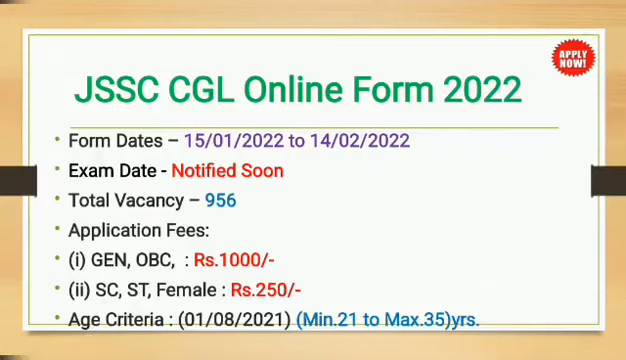 APPLY
NOW!
JSSC CGL Online Form 2022
• Form Dates – 15/01/2022 to 14/02/2022
• Exam Date - Notified Soon
• Total Vacancy – 956
• Application Fees:
• (i) GEN, OBC, : Rs.1000/-
• (ii) SC, ST, Female : Rs.250/-
• Age Criteria : (01/08/2021) (Min.21 to Max.35)yrs.